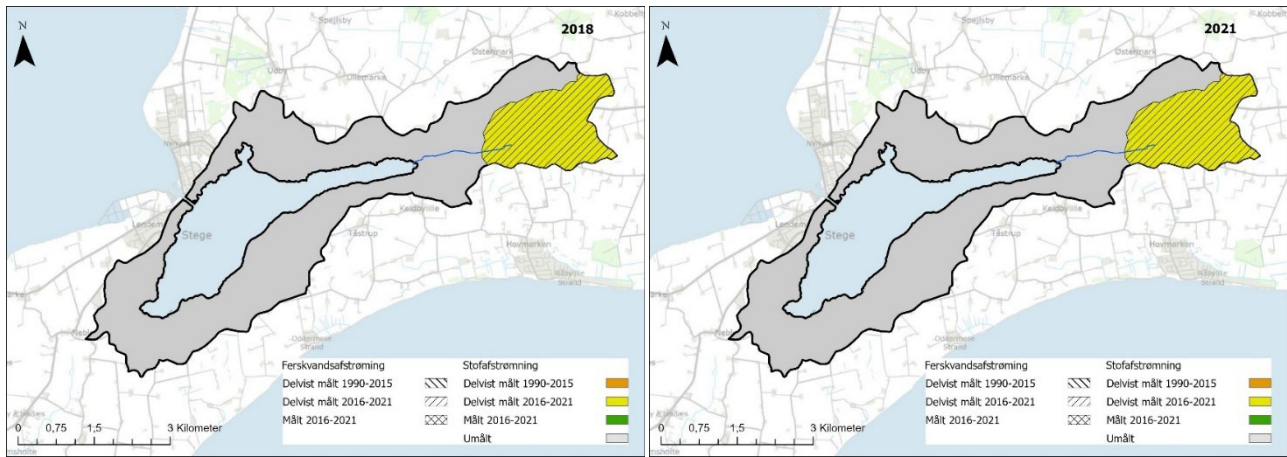 N
2018
Spejlsby
Østermark
Udby
Ullemarke
Stege
Keldbylille
Tåstrup
Hovmarken
Strand
Strand
Ferskvandsafstrømning Stofafstrømning
Delvist målt 1990-2015 Delvist målt 1990-2015
Delvist målt 2016-2021 Delvist målt 2016-2021
Målt 2016-2021 Målt 2016-2021
Umålt
0 0,75 1,5 3 Kilometer
N
2021
Spejlsby
Østermark
Udby
Ullemarke
Stege
Keldbylille
Tåstrup
Hovmarken
Strand
Strand
Ferskvandsafstrømning Stofafstrømning
Delvist målt 1990-2015 Delvist målt 1990-2015
Delvist målt 2016-2021 Delvist målt 2016-2021
Målt 2016-2021 Målt 2016-2021
Umålt
0 0,75 1,5 3 Kilometer